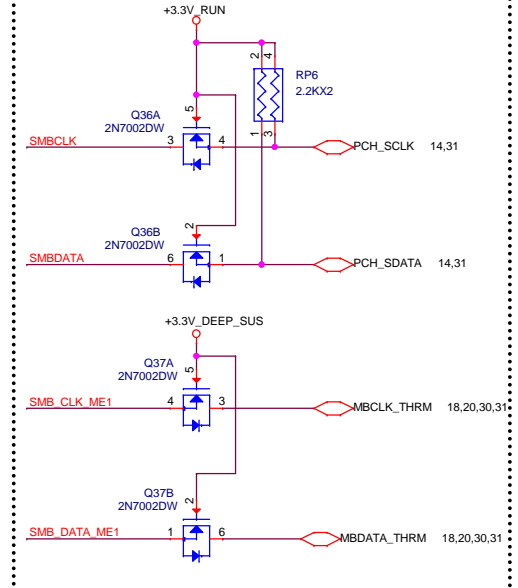 +3.3V_RUN
2 4
RP6
2.2KX2
1 3
Q36A
2N7002DW
5
SMBCLK 3 4 PCH_SCLK 14,31
Q36B
2N7002DW
2
SMBDATA 6 1 PCH_SDATA 14,31
+3.3V_DEEP_SUS
Q37A
2N7002DW
5
SMB_CLK_ME1 4 3 MBCLK_THRM 18,20,30,31
Q37B
2N7002DW
2
SMB_DATA_ME1 1 6 MBDATA_THRM 18,20,30,31